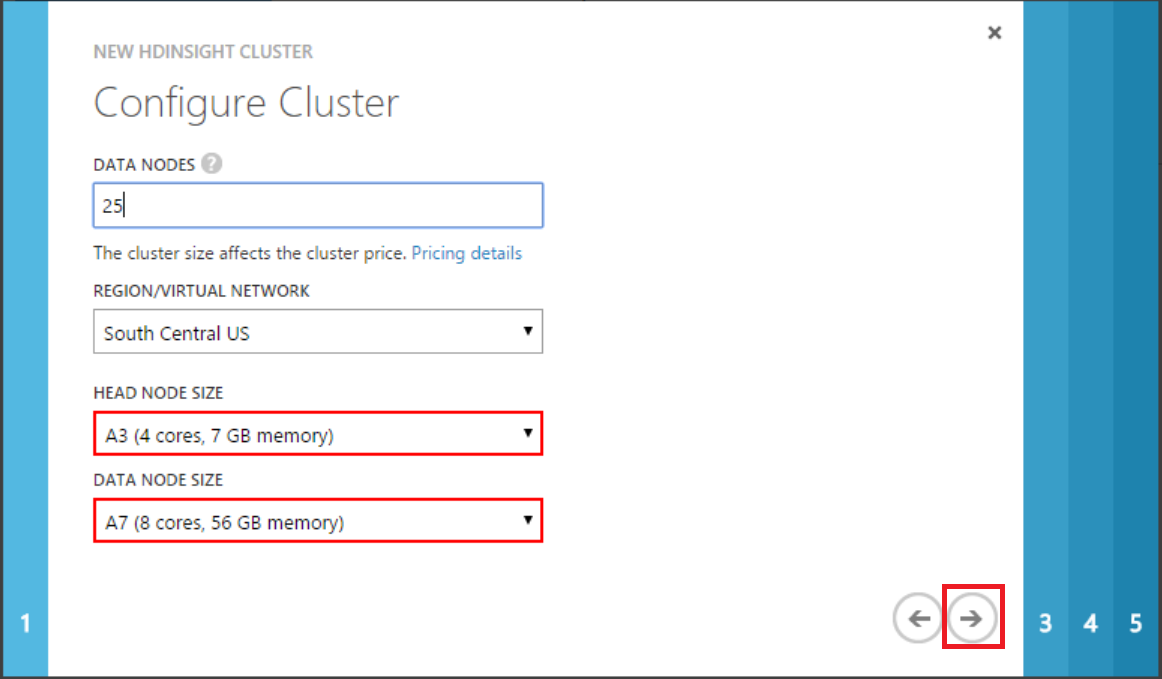 NEW HDINSIGHT CLUSTER
Configure Cluster
DATA NODES ?
25
The cluster size affects the cluster price. Pricing details
REGION/VIRTUAL NETWORK
South Central US
HEAD NODE SIZE
A3 (4 cores, 7 GB memory)
DATA NODE SIZE
A7 (8 cores, 56 GB memory)
1
3 4 5